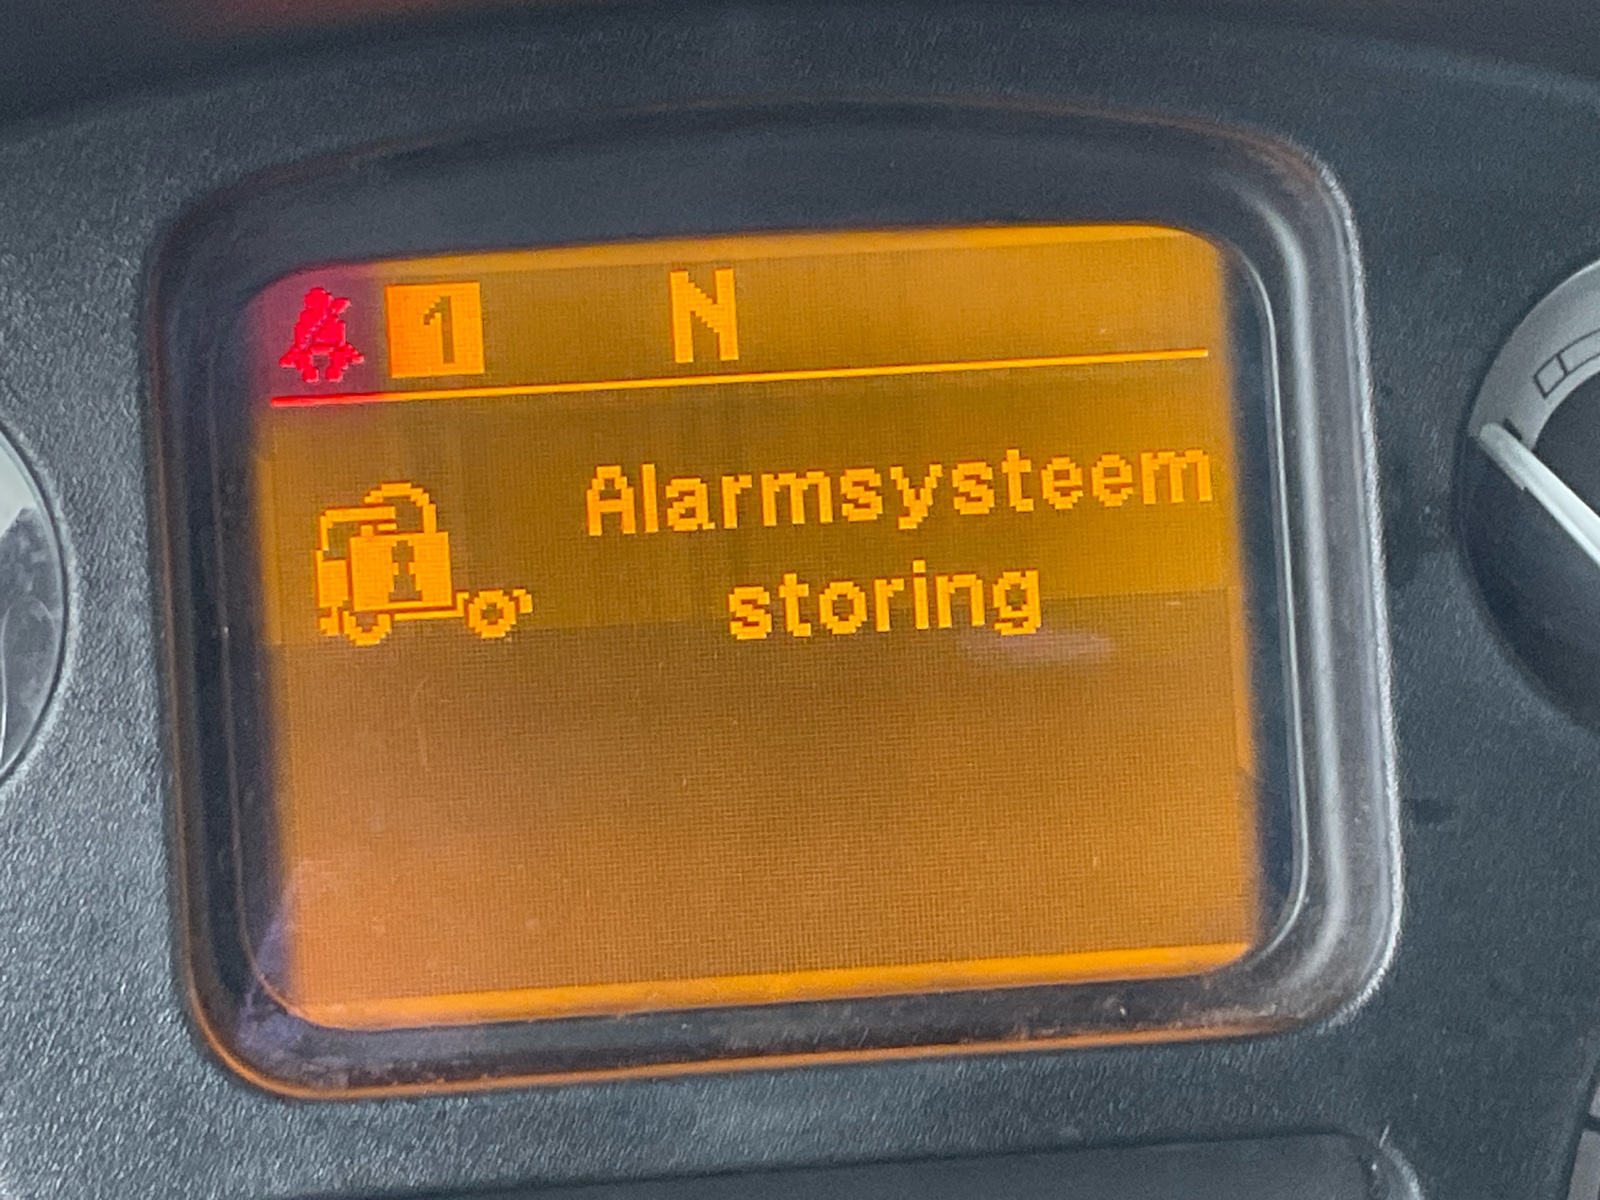 1 N
Alarmsysteem
storing